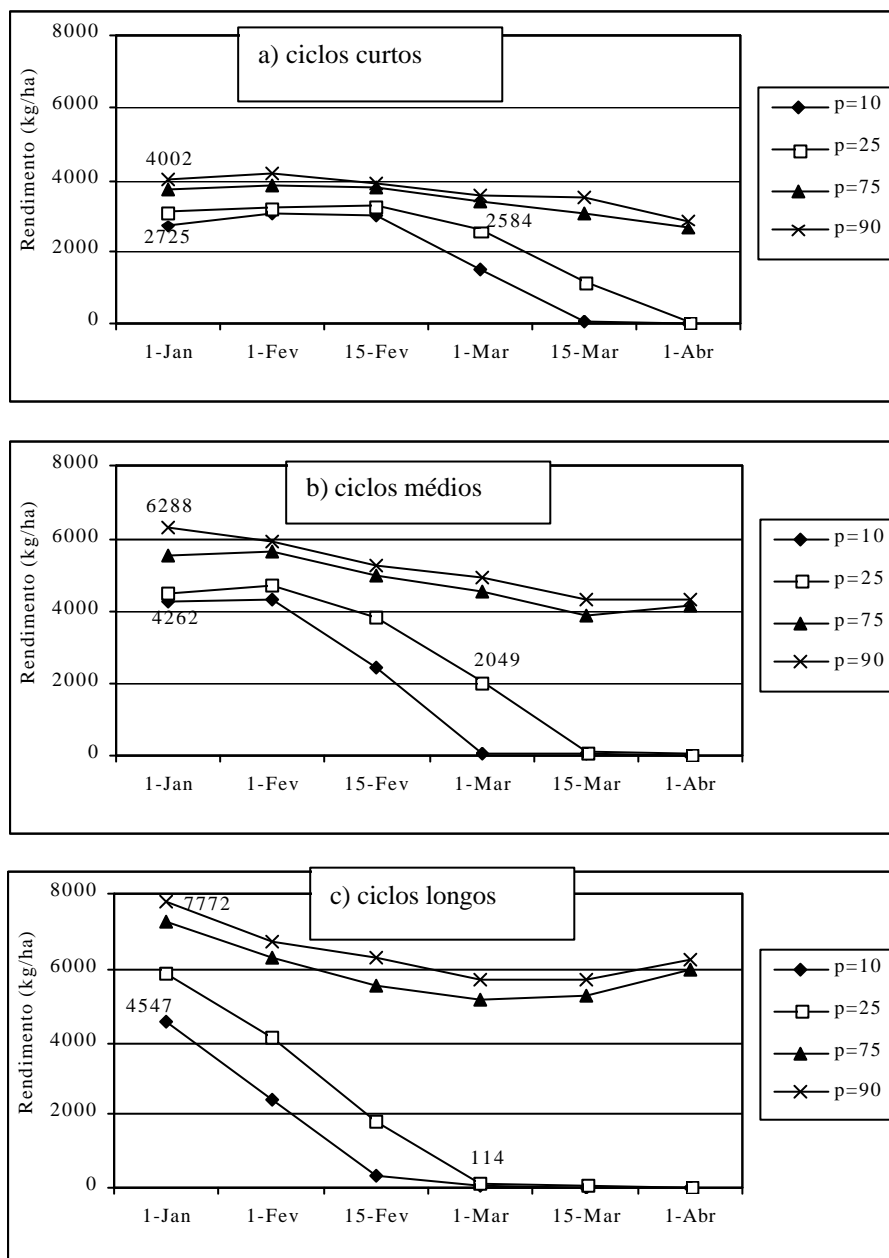 a) ciclos curtos
Rendimento (kg/ha)
8000
6000
4000
2000
0
4002
2725
2584
1-Jan 1-Fev 15-Fev 1-Mar 15-Mar 1-Abr
p=10
p=25
p=75
p=90
b) ciclos médios
Rendimento (kg/ha)
8000
6000
4000
2000
0
6288
4262
2049
1-Jan 1-Fev 15-Fev 1-Mar 15-Mar 1-Abr
p=10
p=25
p=75
p=90
c) ciclos longos
Rendimento (kg/ha)
8000
6000
4000
2000
0
7772
4547
114
1-Jan 1-Fev 15-Fev 1-Mar 15-Mar 1-Abr
p=10
p=25
p=75
p=90